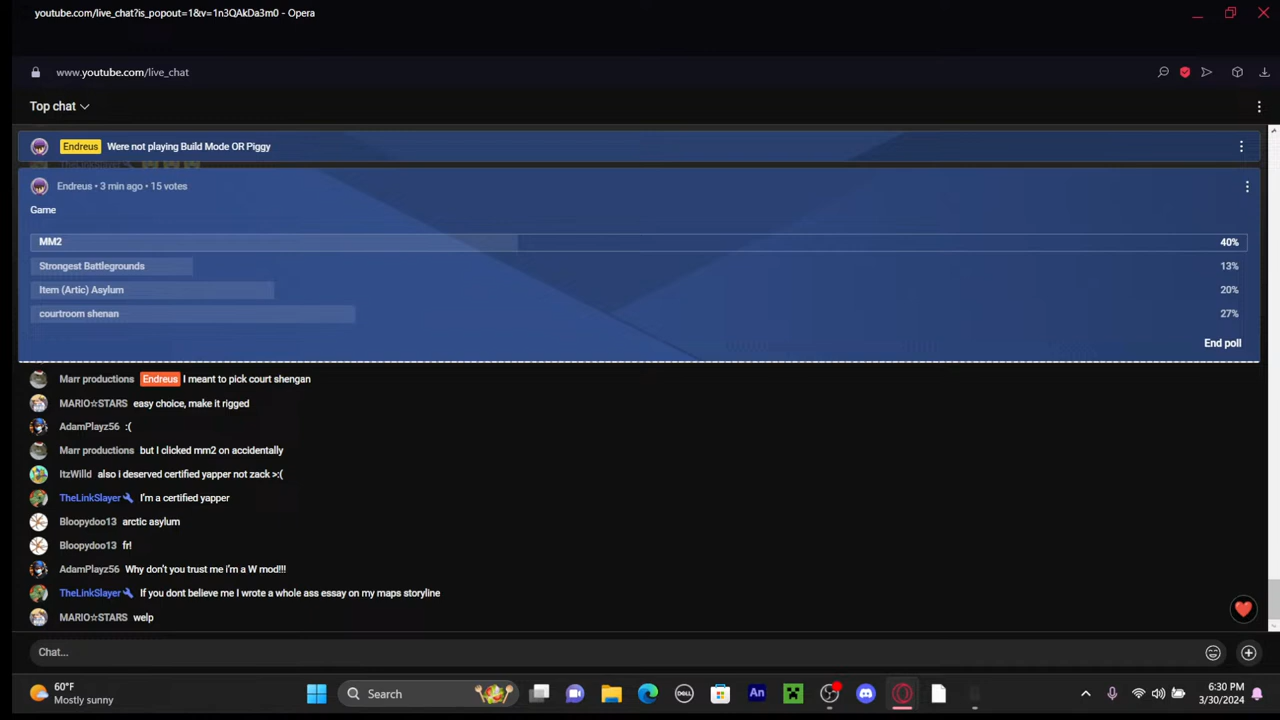 youtube.com/live_chat?is_popout=1&v=1n3QAkDa3m0 - Opera
www.youtube.com/live_chat
Top chat
Endreus Were not playing Build Mode OR Piggy
TheLinkSlayer
Endreus • 3 min ago • 15 votes
Game
MM2 40%
Strongest Battlegrounds 13%
Item (Artic) Asylum 20%
courtroom shenan 27%
End poll
Marr productions Endreus I meant to pick court shengan
MARIO☆STARS easy choice, make it rigged
AdamPlayz56 :(
Marr productions but I clicked mm2 on accidentally
ItzWilld also i deserved certified yapper not zack >:(
TheLinkSlayer I'm a certified yapper
Bloopydoo13 arctic asylum
Bloopydoo13 fr!
AdamPlayz56 Why don't you trust me i'm a W mod!!!
TheLinkSlayer If you dont believe me I wrote a whole ass essay on my maps storyline
MARIO☆STARS welp
Chat...
60°F
Mostly sunny
Search
DELL
An
6:30 PM
3/30/2024